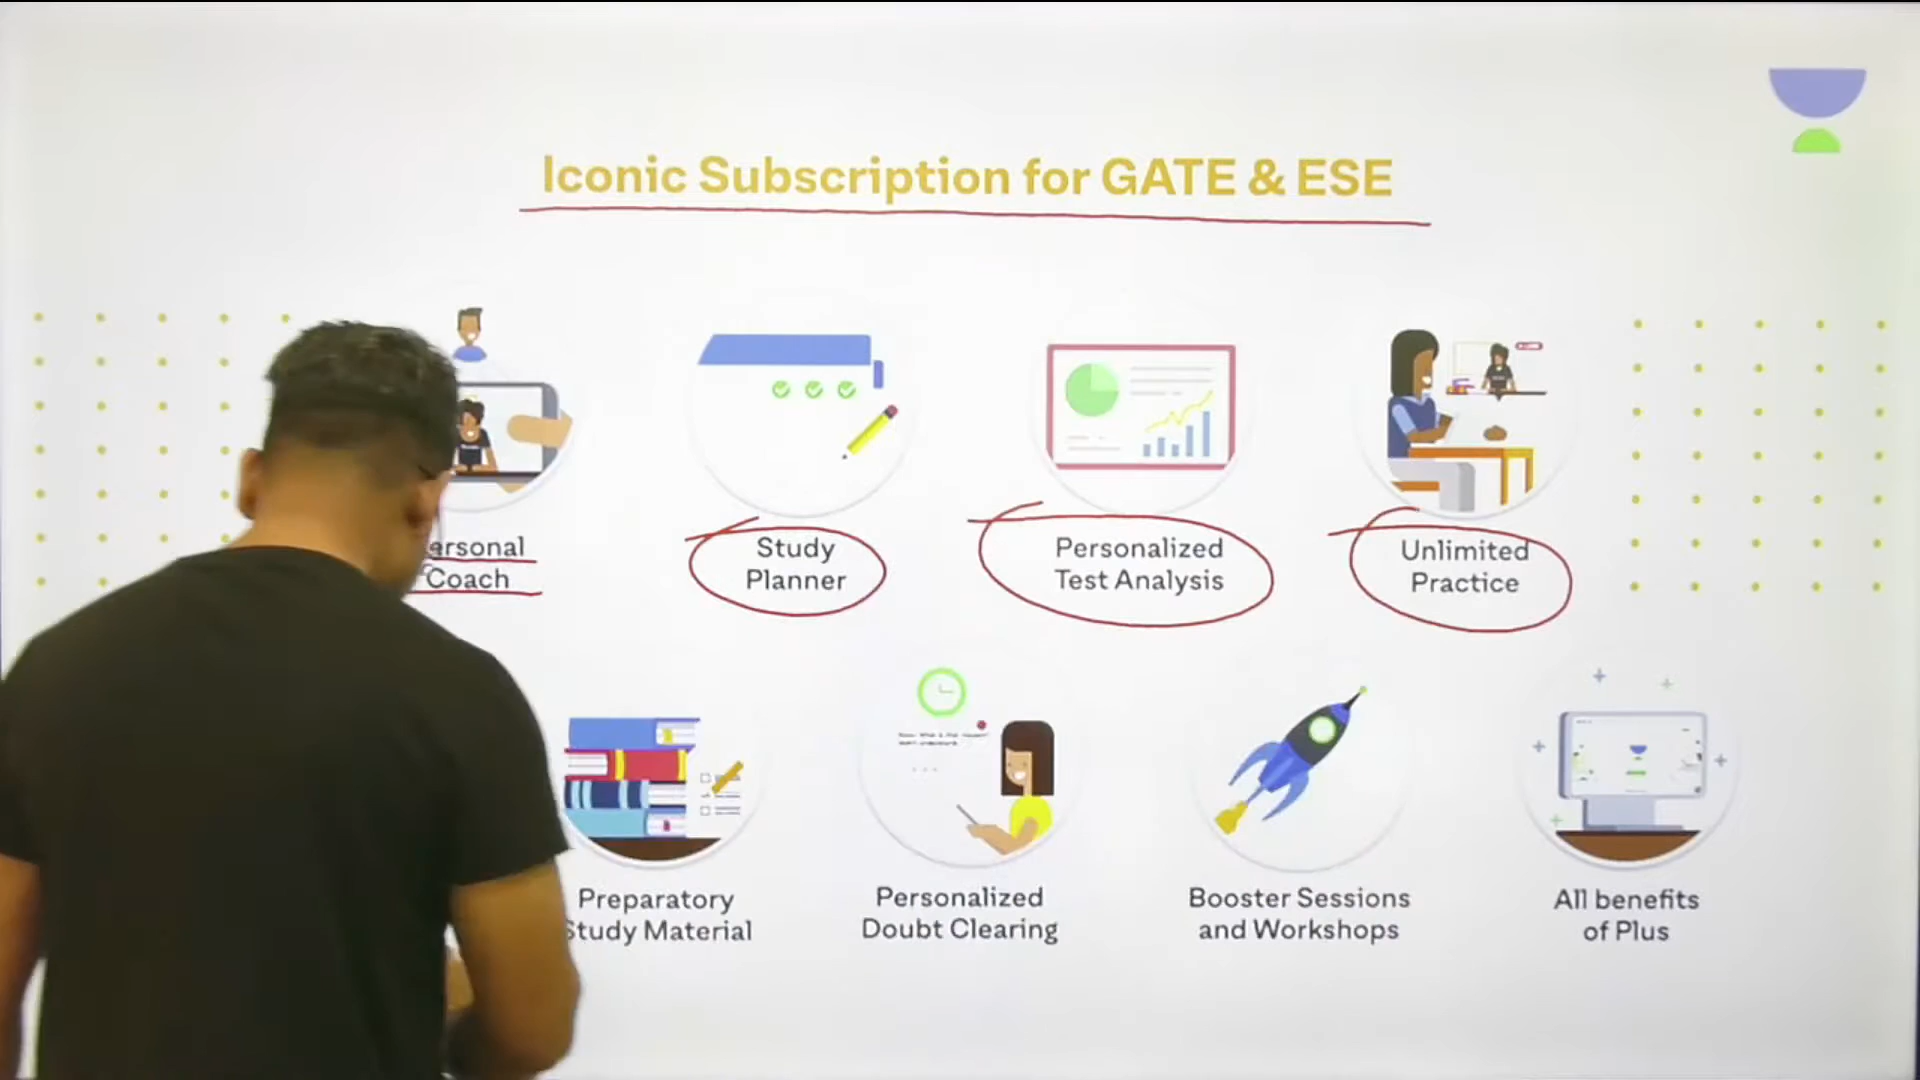 Iconic Subscription for GATE & ESE
ersonal
Coach
Study
Planner
Personalized
Test Analysis
Unlimited
Practice
Preparatory
Study Material
Personalized
Doubt Clearing
Booster Sessions
and Workshops
All benefits
of Plus